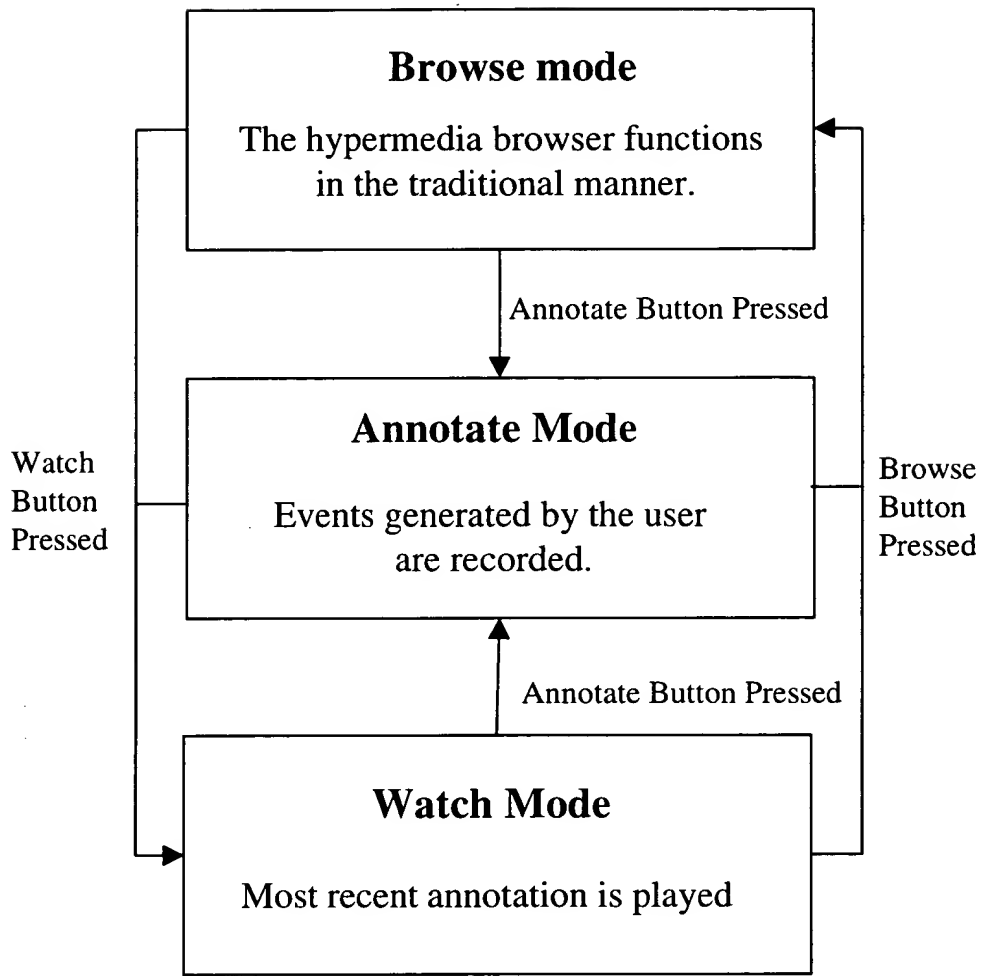 Browse mode
The hypermedia browser functions
in the traditional manner.
Annotate Button Pressed
Annotate Mode
Events generated by the user
are recorded.
Watch
Button
Pressed
Browse
Button
Pressed
Annotate Button Pressed
Watch Mode
Most recent annotation is played